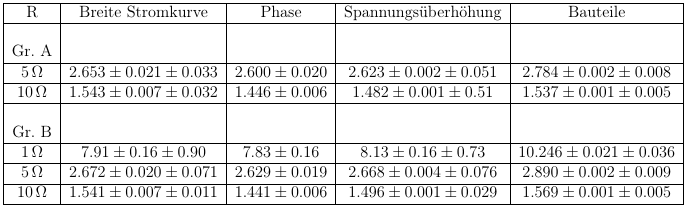 R Breite Stromkurve Phase Spannungsüberhöhung Bauteile
Gr. A
5 Ω 2.653 ± 0.021 ± 0.033 2.600 ± 0.020 2.623 ± 0.002 ± 0.051 2.784 ± 0.002 ± 0.008
10 Ω 1.543 ± 0.007 ± 0.032 1.446 ± 0.006 1.482 ± 0.001 ± 0.51 1.537 ± 0.001 ± 0.005
Gr. B
1 Ω 7.91 ± 0.16 ± 0.90 7.83 ± 0.16 8.13 ± 0.16 ± 0.73 10.246 ± 0.021 ± 0.036
5 Ω 2.672 ± 0.020 ± 0.071 2.629 ± 0.019 2.668 ± 0.004 ± 0.076 2.890 ± 0.002 ± 0.009
10 Ω 1.541 ± 0.007 ± 0.011 1.441 ± 0.006 1.496 ± 0.001 ± 0.029 1.569 ± 0.001 ± 0.005